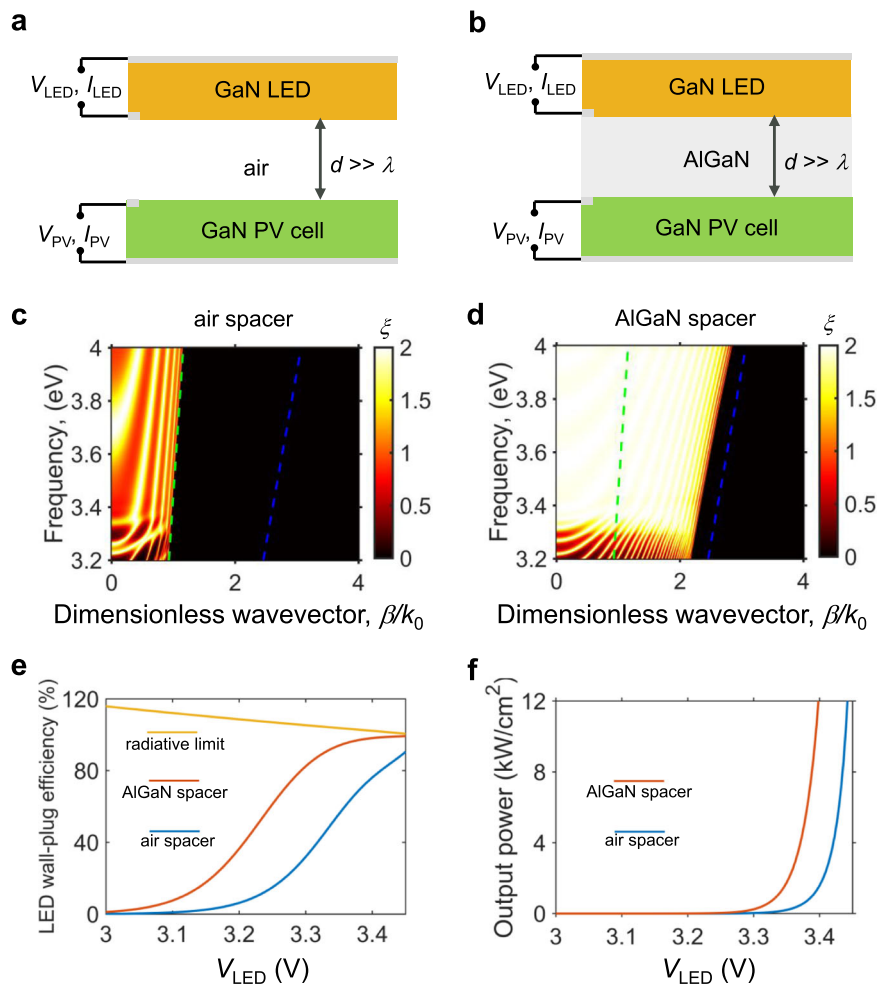 a
V_LED, I_LED
GaN LED
air
d >> λ
V_PV, I_PV
GaN PV cell
b
V_LED, I_LED
GaN LED
AlGaN
d >> λ
V_PV, I_PV
GaN PV cell
c
air spacer
ξ
4
3.8
3.6
3.4
3.2
Frequency, (eV)
0 2 4
Dimensionless wavevector, β/k₀
2
1.5
1
0.5
0
d
AlGaN spacer
ξ
4
3.8
3.6
3.4
3.2
Frequency, (eV)
0 2 4
Dimensionless wavevector, β/k₀
2
1.5
1
0.5
0
e
LED wall-plug efficiency (%)
120
80
40
0
radiative limit
AlGaN spacer
air spacer
3 3.1 3.2 3.3 3.4
V_LED (V)
f
Output power (kW/cm²)
12
8
4
0
AlGaN spacer
air spacer
3 3.1 3.2 3.3 3.4
V_LED (V)